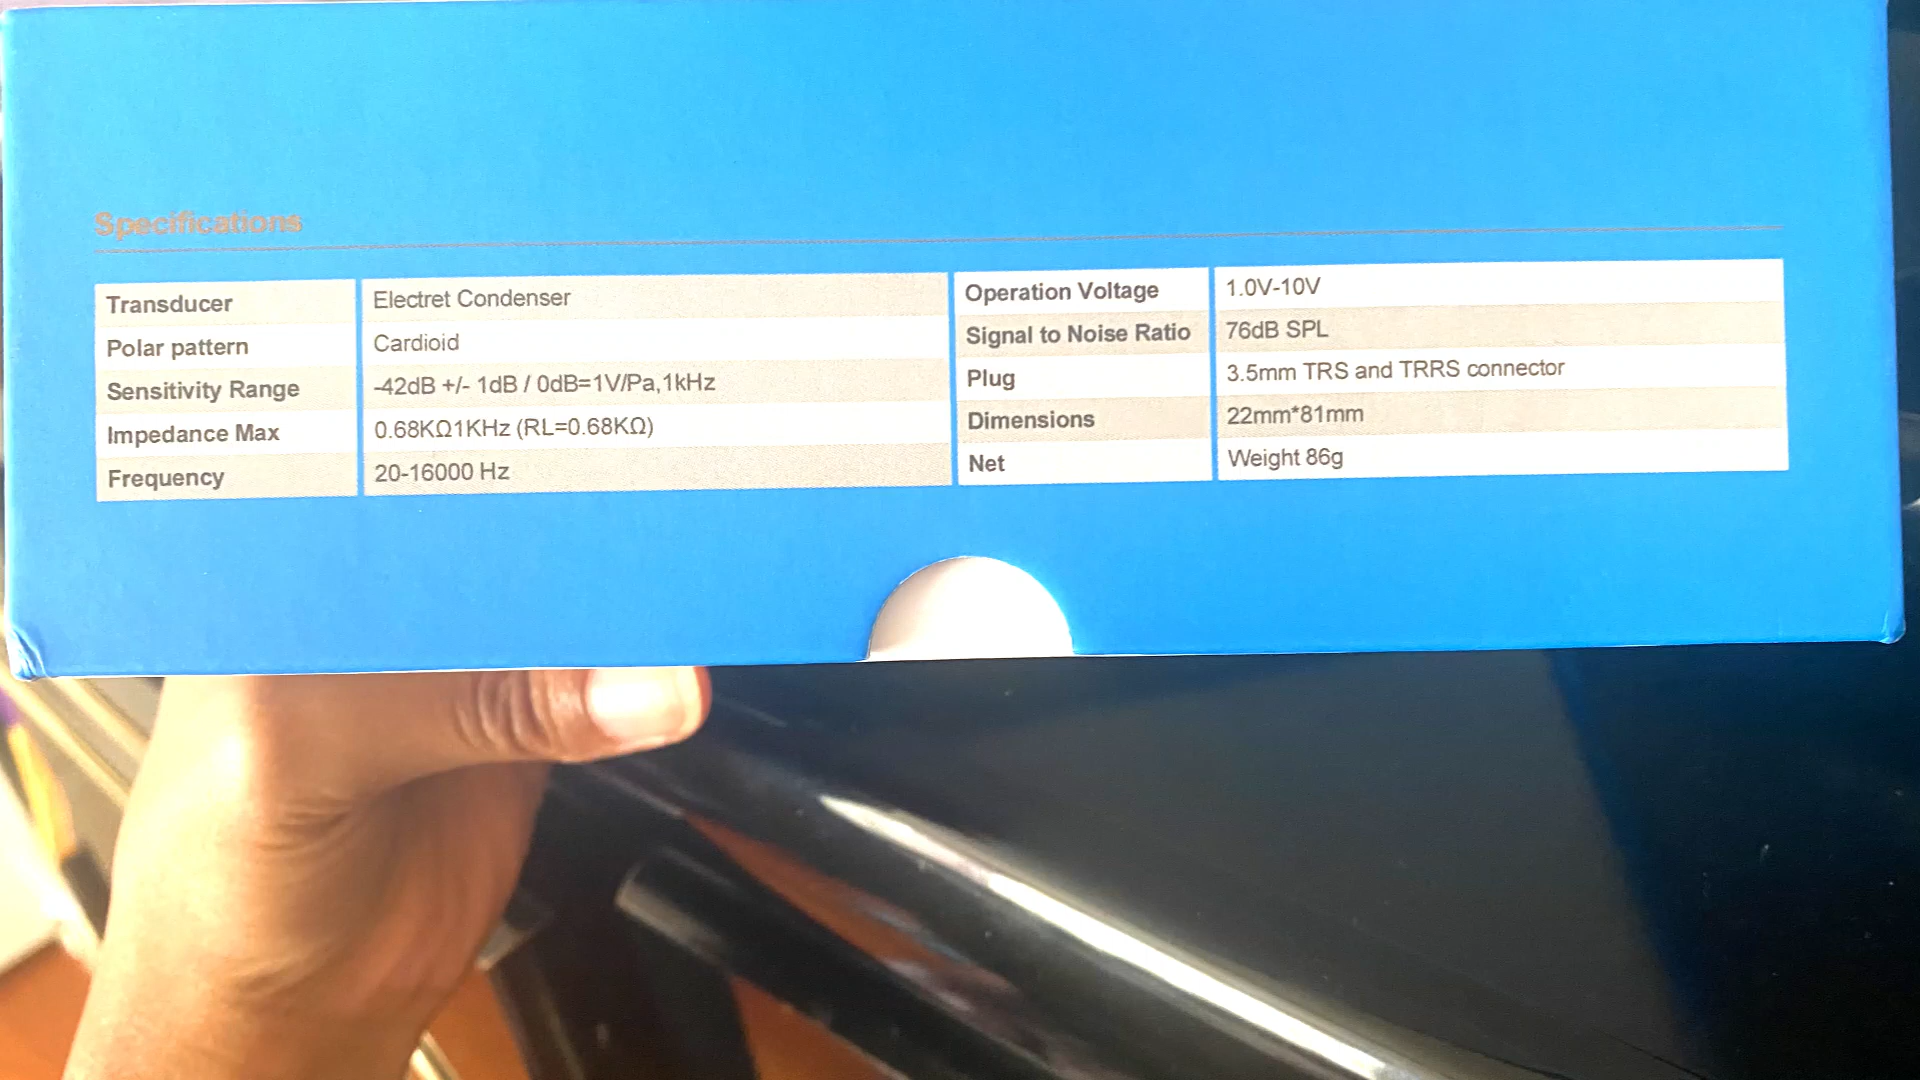 Specifications
Transducer Electret Condenser
Polar pattern Cardioid
Sensitivity Range -42dB +/- 1dB / 0dB=1V/Pa,1kHz
Impedance Max 0.68KΩ1KHz (RL=0.68KΩ)
Frequency 20-16000 Hz
Operation Voltage 1.0V-10V
Signal to Noise Ratio 76dB SPL
Plug 3.5mm TRS and TRRS connector
Dimensions 22mm*81mm
Net Weight 86g